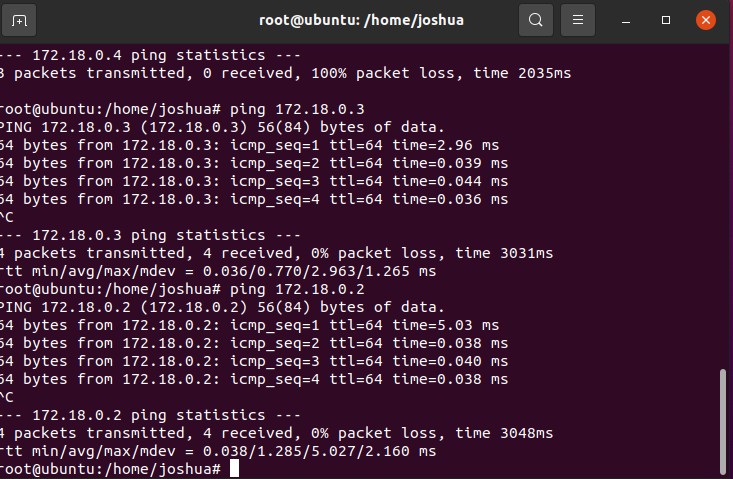 root@ubuntu: /home/joshua
--- 172.18.0.4 ping statistics ---
3 packets transmitted, 0 received, 100% packet loss, time 2035ms
root@ubuntu:/home/joshua# ping 172.18.0.3
PING 172.18.0.3 (172.18.0.3) 56(84) bytes of data.
64 bytes from 172.18.0.3: icmp_seq=1 ttl=64 time=2.96 ms
64 bytes from 172.18.0.3: icmp_seq=2 ttl=64 time=0.039 ms
64 bytes from 172.18.0.3: icmp_seq=3 ttl=64 time=0.044 ms
64 bytes from 172.18.0.3: icmp_seq=4 ttl=64 time=0.036 ms
^C
--- 172.18.0.3 ping statistics ---
4 packets transmitted, 4 received, 0% packet loss, time 3031ms
rtt min/avg/max/mdev = 0.036/0.770/2.963/1.265 ms
root@ubuntu:/home/joshua# ping 172.18.0.2
PING 172.18.0.2 (172.18.0.2) 56(84) bytes of data.
64 bytes from 172.18.0.2: icmp_seq=1 ttl=64 time=5.03 ms
64 bytes from 172.18.0.2: icmp_seq=2 ttl=64 time=0.038 ms
64 bytes from 172.18.0.2: icmp_seq=3 ttl=64 time=0.040 ms
64 bytes from 172.18.0.2: icmp_seq=4 ttl=64 time=0.038 ms
^C
--- 172.18.0.2 ping statistics ---
4 packets transmitted, 4 received, 0% packet loss, time 3048ms
rtt min/avg/max/mdev = 0.038/1.285/5.027/2.160 ms
root@ubuntu:/home/joshua#